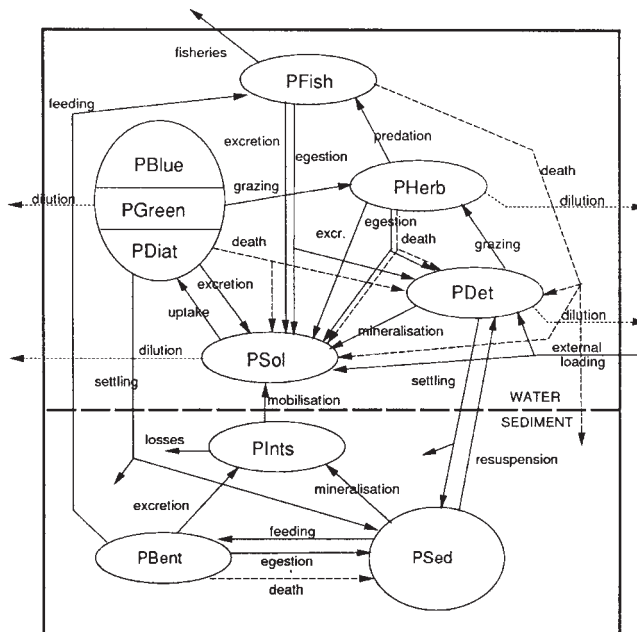 fisheries
PFish
feeding
excretion
egestion
predation
PBlue
death
grazing
PHerb
dilution
PGreen
dilution
egestion
excr.
death
PDiat
death
grazing
excretion
PDet
uptake
mineralisation
dilution
external
loading
dilution
PSol
settling
settling
mobilisation
WATER
SEDIMENT
losses
PInts
resuspension
mineralisation
excretion
feeding
PBent
PSed
egestion
death